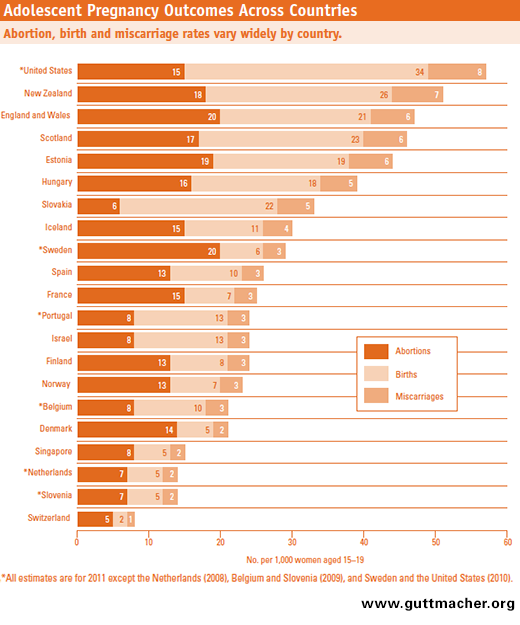 Adolescent Pregnancy Outcomes Across Countries
Abortion, birth and miscarriage rates vary widely by country.
*United States 15 34 8
New Zealand 18 26 7
England and Wales 20 21 6
Scotland 17 23 6
Estonia 19 19 6
Hungary 16 18 5
Slovakia 6 22 5
Iceland 15 11 4
*Sweden 20 6 3
Spain 13 10 3
France 15 7 3
*Portugal 8 13 3
Israel 8 13 3
Finland 13 8 3
Norway 13 7 3
*Belgium 8 10 3
Denmark 14 5 2
Singapore 8 5 2
*Netherlands 7 5 2
*Slovenia 7 5 2
Switzerland 5 2 1
Abortions
Births
Miscarriages
0 10 20 30 40 50 60
No. per 1,000 women aged 15–19
*All estimates are for 2011 except the Netherlands (2008), Belgium and Slovenia (2009), and Sweden and the United States (2010).
www.guttmacher.org